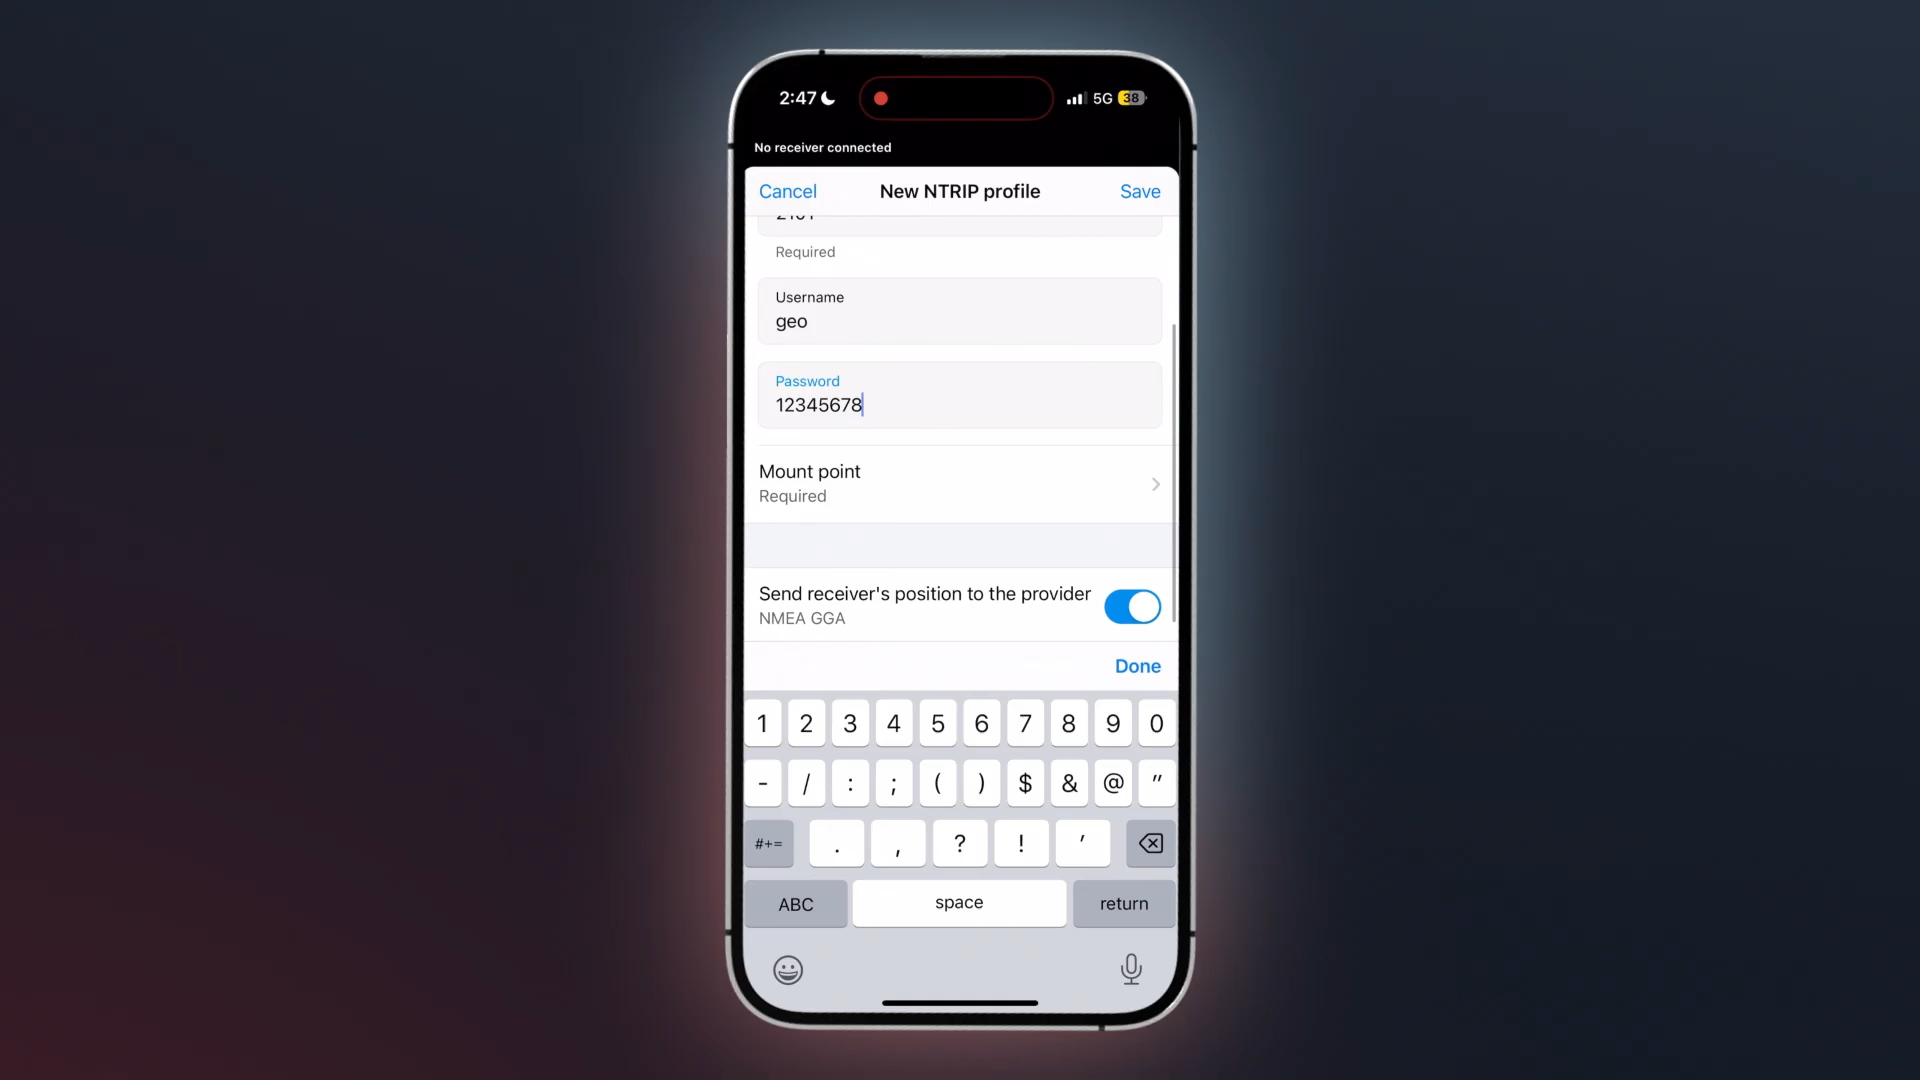 2:47
5G 38
No receiver connected
Cancel New NTRIP profile Save
Required
Username
geo
Password
12345678
Mount point
Required
Send receiver's position to the provider
NMEA GGA
Done
1 2 3 4 5 6 7 8 9 0
- / : ; ( ) $ & @ "
#+= . , ? ! '
ABC space return